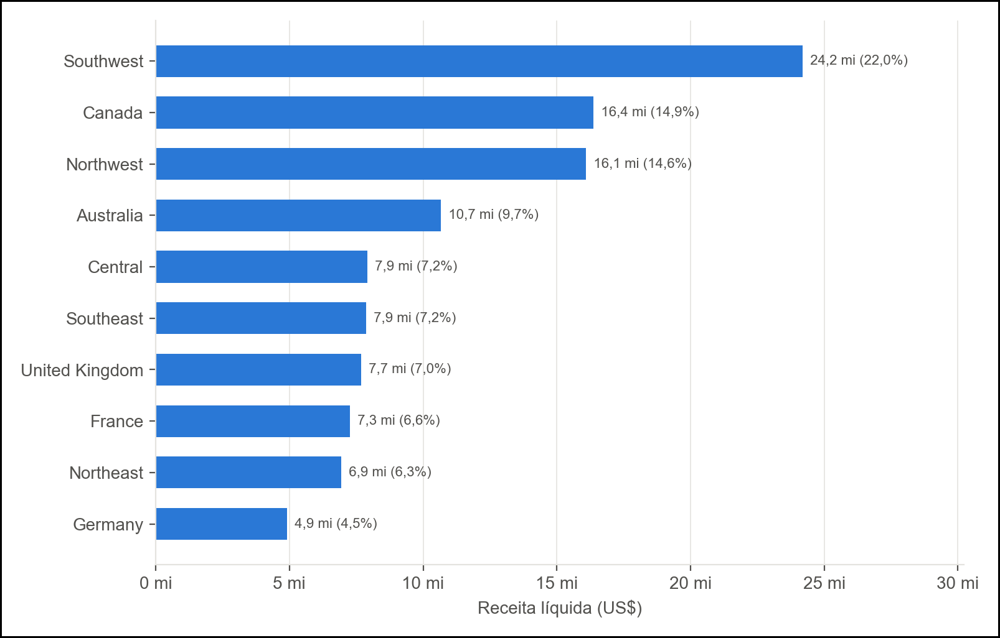 Southwest 24,2 mi (22,0%)
Canada 16,4 mi (14,9%)
Northwest 16,1 mi (14,6%)
Australia 10,7 mi (9,7%)
Central 7,9 mi (7,2%)
Southeast 7,9 mi (7,2%)
United Kingdom 7,7 mi (7,0%)
France 7,3 mi (6,6%)
Northeast 6,9 mi (6,3%)
Germany 4,9 mi (4,5%)
0 mi 5 mi 10 mi 15 mi 20 mi 25 mi 30 mi
Receita líquida (US$)